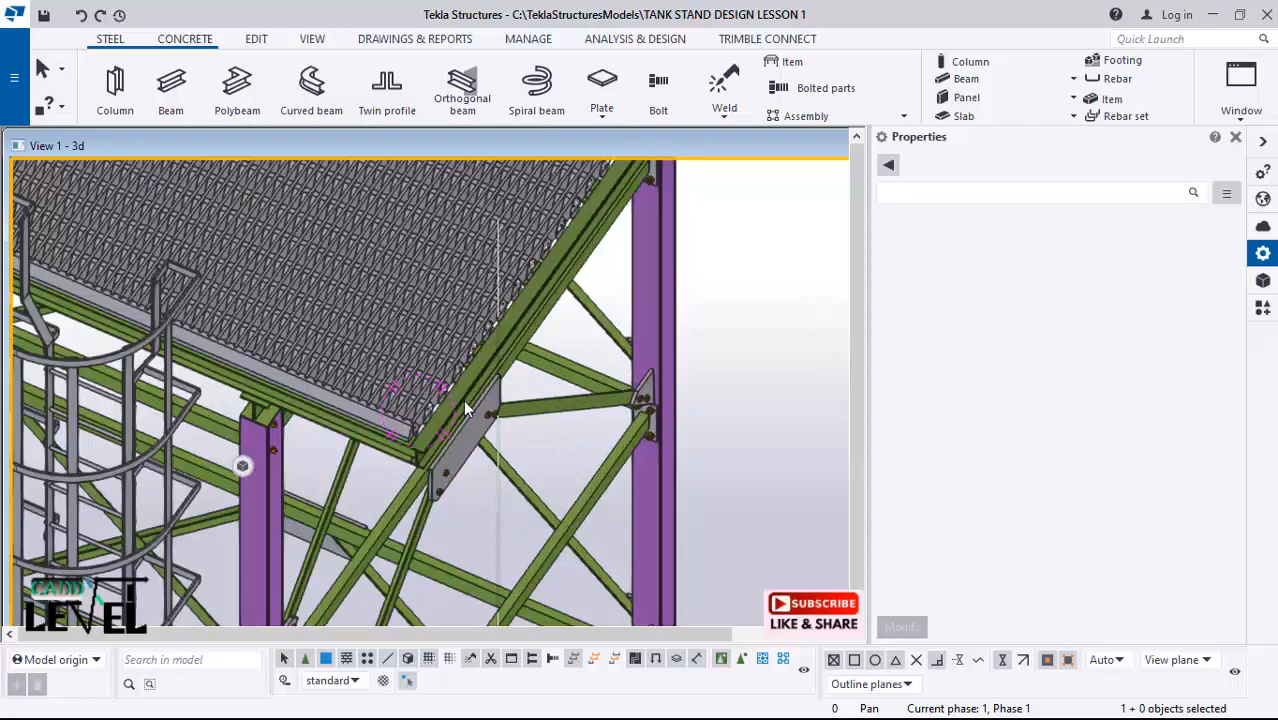 Tekla Structures - C:\TeklaStructuresModels\TANK STAND DESIGN LESSON 1
Log in
STEEL CONCRETE EDIT VIEW DRAWINGS & REPORTS MANAGE ANALYSIS & DESIGN TRIMBLE CONNECT
Quick Launch
Column Beam Polybeam Curved beam Twin profile Orthogonal beam Spiral beam Plate Bolt Weld
Item
Bolted parts
Assembly
Column Footing
Beam Rebar
Panel Item
Slab Rebar set
Window
View 1 - 3d
Properties
CADD
LEVEL
SUBSCRIBE
LIKE & SHARE
Modify
Model origin
Search in model
standard
Auto
View plane
Outline planes
0 Pan Current phase: 1, Phase 1 1 + 0 objects selected